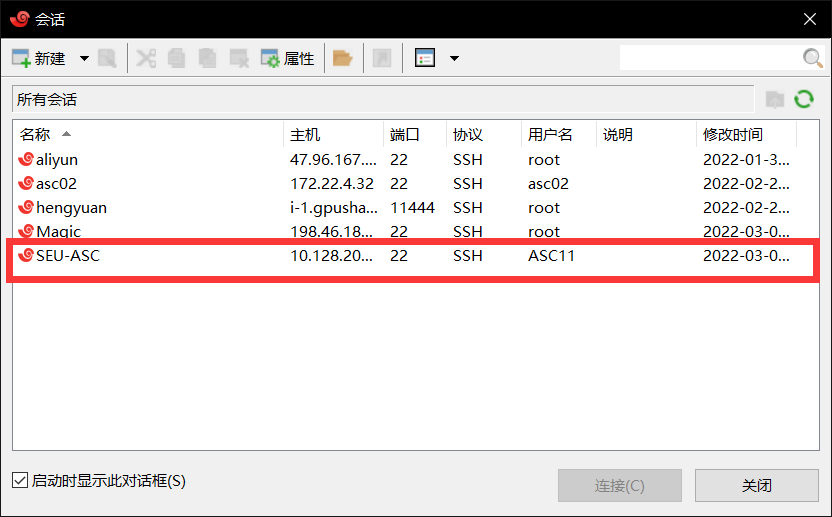 会话
新建 属性
所有会话
名称 主机 端口 协议 用户名 说明 修改时间
aliyun 47.96.167.... 22 SSH root 2022-01-3...
asc02 172.22.4.32 22 SSH asc02 2022-02-2...
hengyuan i-1.gpusha... 11444 SSH root 2022-02-2...
Magic 198.46.18... 22 SSH root 2022-03-0...
SEU-ASC 10.128.20... 22 SSH ASC11 2022-03-0...
启动时显示此对话框(S)
连接(C) 关闭